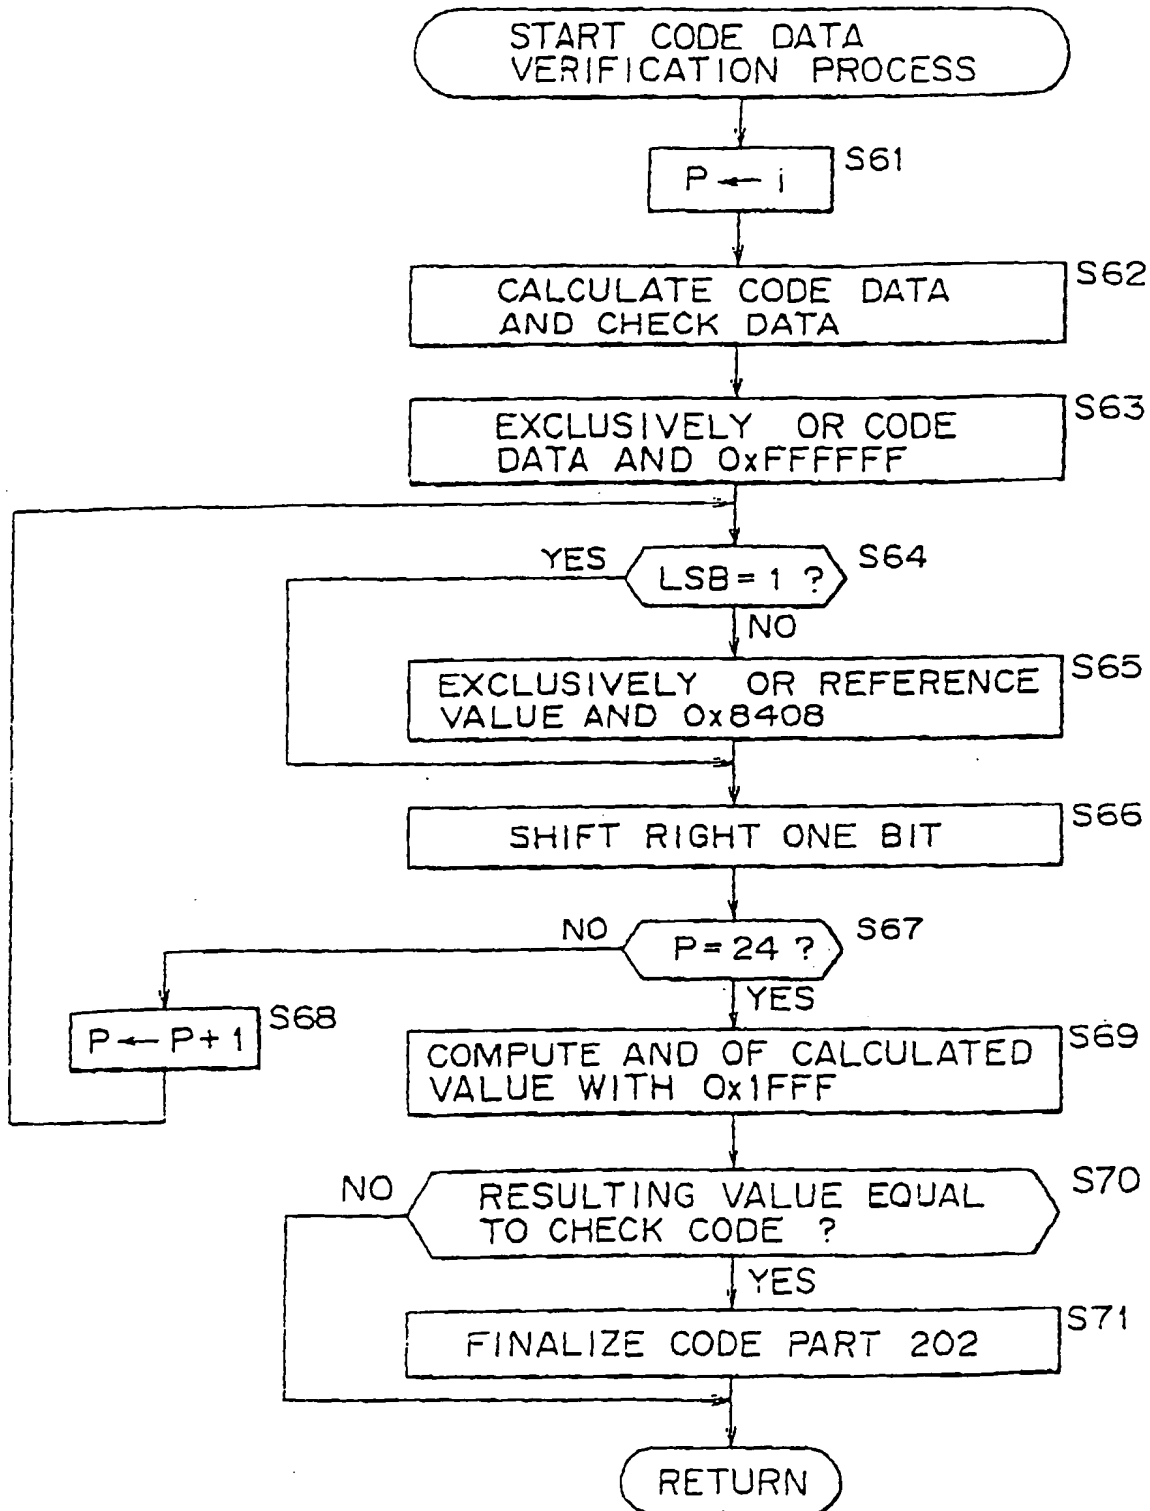 START CODE DATA
VERIFICATION PROCESS
P ← i
S61
CALCULATE CODE DATA
AND CHECK DATA
S62
EXCLUSIVELY OR CODE
DATA AND 0xFFFFFF
S63
YES
LSB = 1 ?
S64
NO
EXCLUSIVELY OR REFERENCE
VALUE AND 0x8408
S65
SHIFT RIGHT ONE BIT
S66
NO
P = 24 ?
S67
YES
P ← P + 1
S68
COMPUTE AND OF CALCULATED
VALUE WITH 0x1FFF
S69
NO
RESULTING VALUE EQUAL
TO CHECK CODE ?
S70
YES
FINALIZE CODE PART 202
S71
RETURN